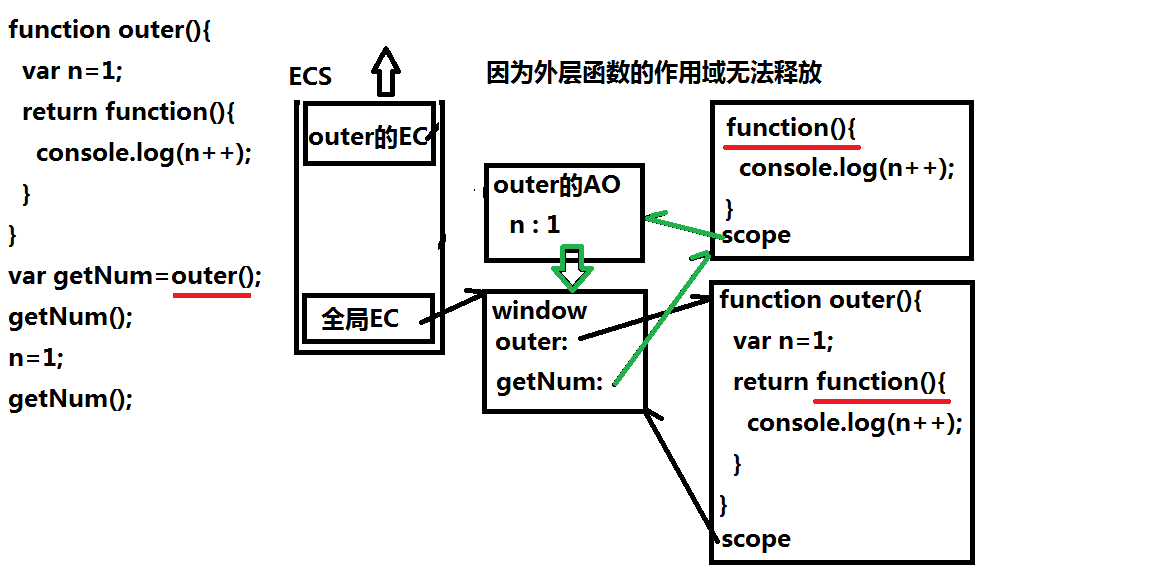 function outer(){
var n=1;
return function(){
console.log(n++);
}
}
var getNum=outer();
getNum();
n=1;
getNum();
ECS
outer的EC
全局EC
因为外层函数的作用域无法释放
outer的AO
n : 1
window
outer:
getNum:
function(){
console.log(n++);
}
scope
function outer(){
var n=1;
return function(){
console.log(n++);
}
}
scope